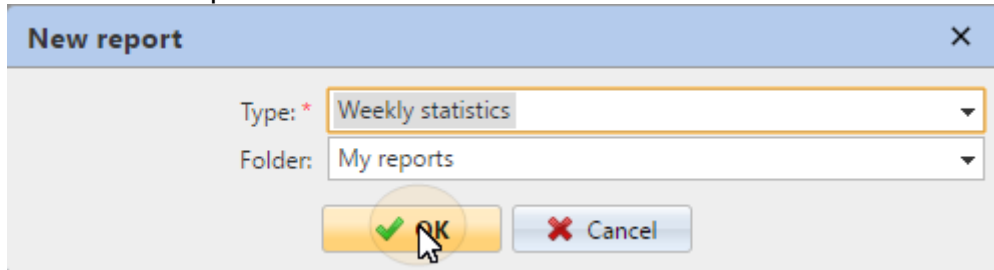 New report
Type: * Weekly statistics
Folder: My reports
OK Cancel